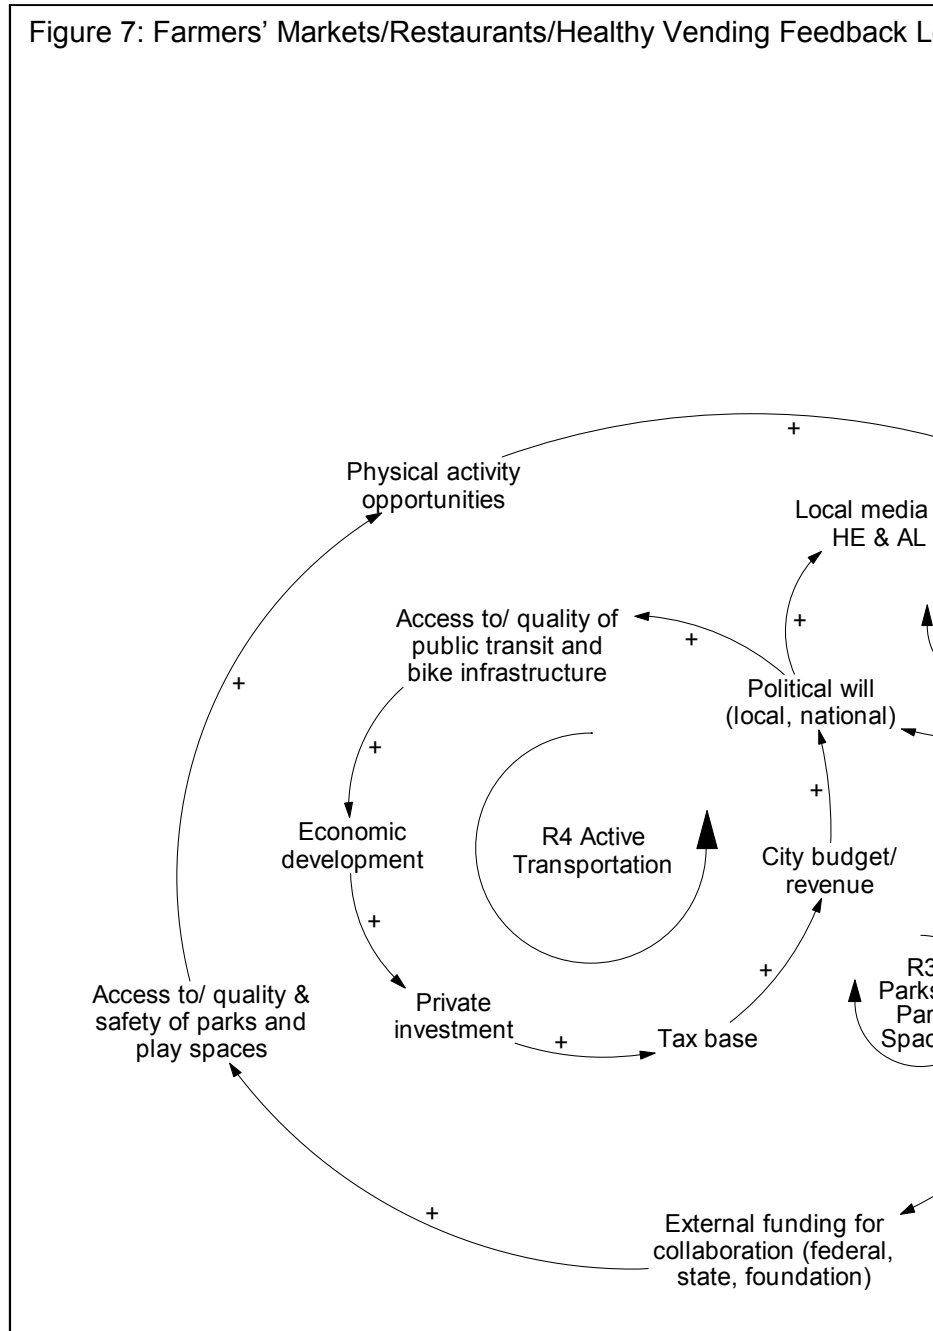 Figure 7: Farmers’ Markets/Restaurants/Healthy Vending Feedback L
+
Physical activity
opportunities
Local media
HE & AL
Access to/ quality of
public transit and
bike infrastructure
+
+
+
Political will
(local, national)
+
+
Economic
development
R4 Active
Transportation
City budget/
revenue
+
+
R3
Parks
Par
Spac
Access to/ quality &
safety of parks and
play spaces
Private
investment
+
Tax base
+
External funding for
collaboration (federal,
state, foundation)